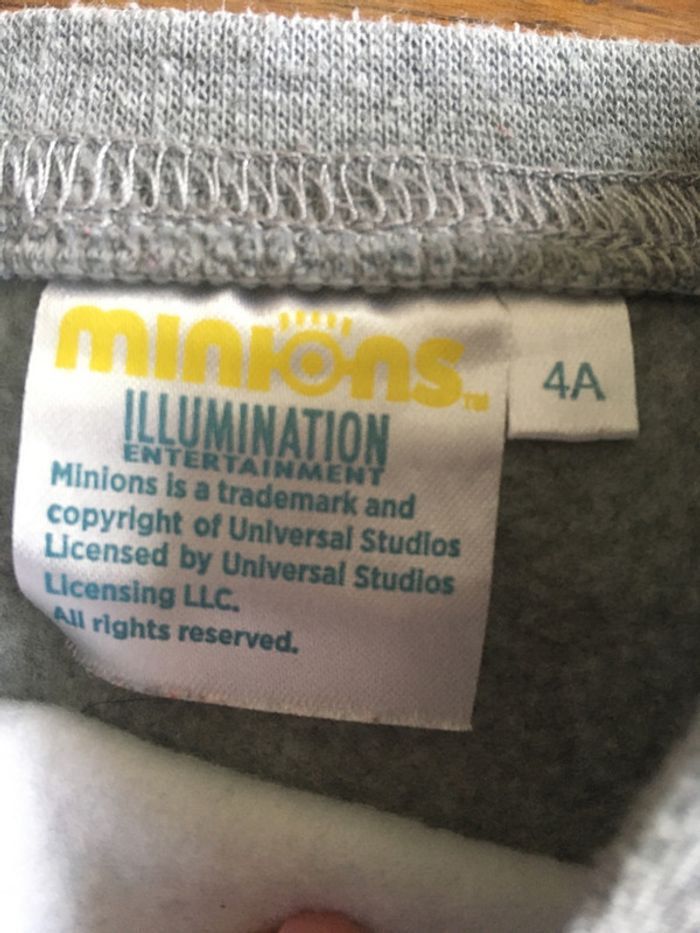 minions™
4A
ILLUMINATION
ENTERTAINMENT
Minions is a trademark and
copyright of Universal Studios
Licensed by Universal Studios
Licensing LLC.
All rights reserved.